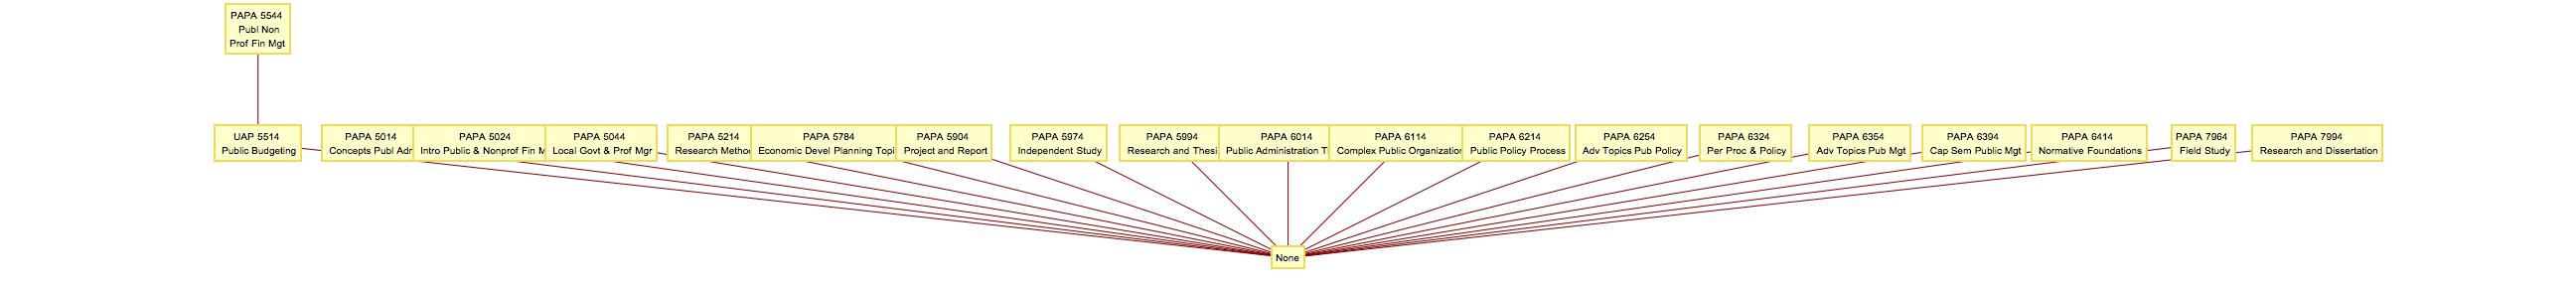 PAPA 5544
Publ Non
Prof Fin Mgt
UAP 5514
Public Budgeting
PAPA 5014
Concepts Publ Adr
PAPA 5024
Intro Public & Nonprof Fin M
PAPA 5044
Local Govt & Prof Mgr
PAPA 5214
Research Method
PAPA 5784
Economic Devel Planning Topi
PAPA 5904
Project and Report
PAPA 5974
Independent Study
PAPA 5994
Research and Thesi
PAPA 6014
Public Administration T
PAPA 6114
Complex Public Organization
PAPA 6214
Public Policy Process
PAPA 6254
Adv Topics Pub Policy
PAPA 6324
Per Proc & Policy
PAPA 6354
Adv Topics Pub Mgt
PAPA 6394
Cap Sem Public Mgt
PAPA 6414
Normative Foundations
PAPA 7964
Field Study
PAPA 7994
Research and Dissertation
None